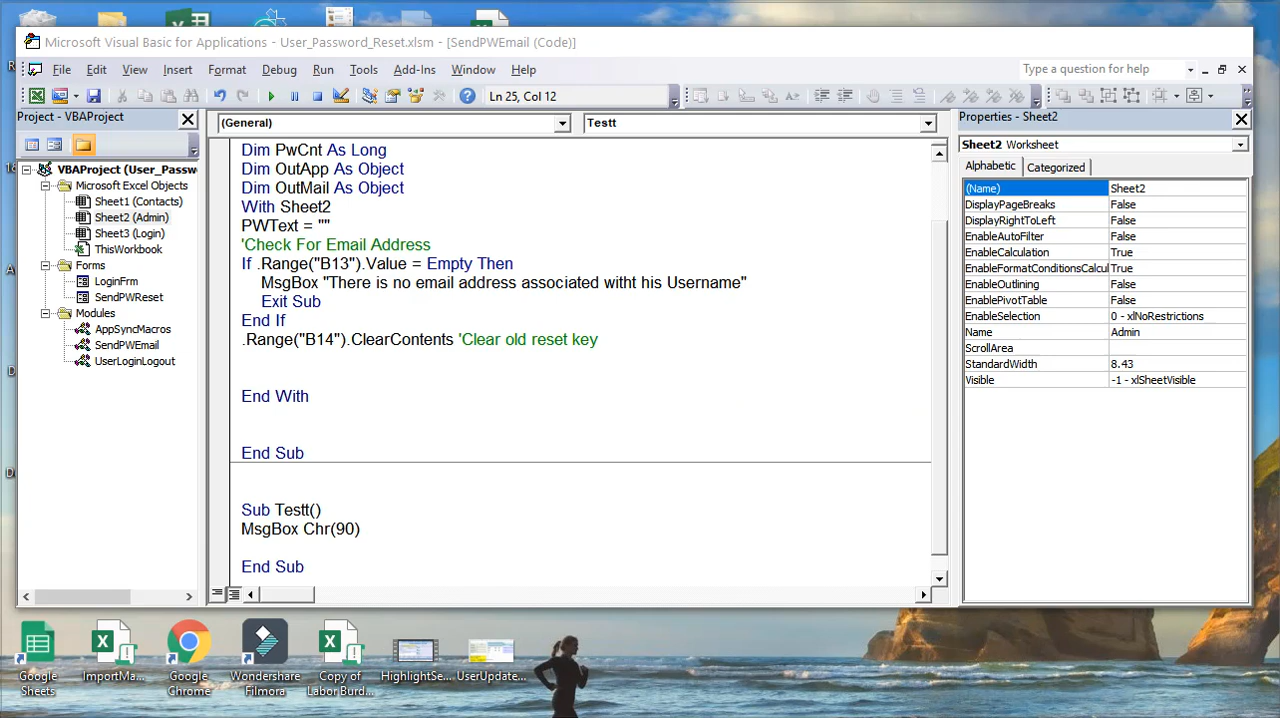 Microsoft Visual Basic for Applications - User_Password_Reset.xlsm - [SendPWEmail (Code)]
File Edit View Insert Format Debug Run Tools Add-Ins Window Help
Type a question for help
Ln 25, Col 12
Project - VBAProject
VBAProject (User_Passw
Microsoft Excel Objects
Sheet1 (Contacts)
Sheet2 (Admin)
Sheet3 (Login)
ThisWorkbook
Forms
LoginFrm
SendPWReset
Modules
AppSyncMacros
SendPWEmail
UserLoginLogout
(General)
Testt
Dim PwCnt As Long
Dim OutApp As Object
Dim OutMail As Object
With Sheet2
PWText = ""
'Check For Email Address
If .Range("B13").Value = Empty Then
MsgBox "There is no email address associated witht his Username"
Exit Sub
End If
.Range("B14").ClearContents 'Clear old reset key
End With
End Sub
Sub Testt()
MsgBox Chr(90)
End Sub
Properties - Sheet2
Sheet2 Worksheet
Alphabetic Categorized
(Name) Sheet2
DisplayPageBreaks False
DisplayRightToLeft False
EnableAutoFilter False
EnableCalculation True
EnableFormatConditionsCalcul True
EnableOutlining False
EnablePivotTable False
EnableSelection 0 - xlNoRestrictions
Name Admin
ScrollArea
StandardWidth 8.43
Visible -1 - xlSheetVisible
Google Sheets
ImportMa...
Google Chrome
Wondershare Filmora
Copy of Labor Burd...
HighlightSe...
UserUpdate...